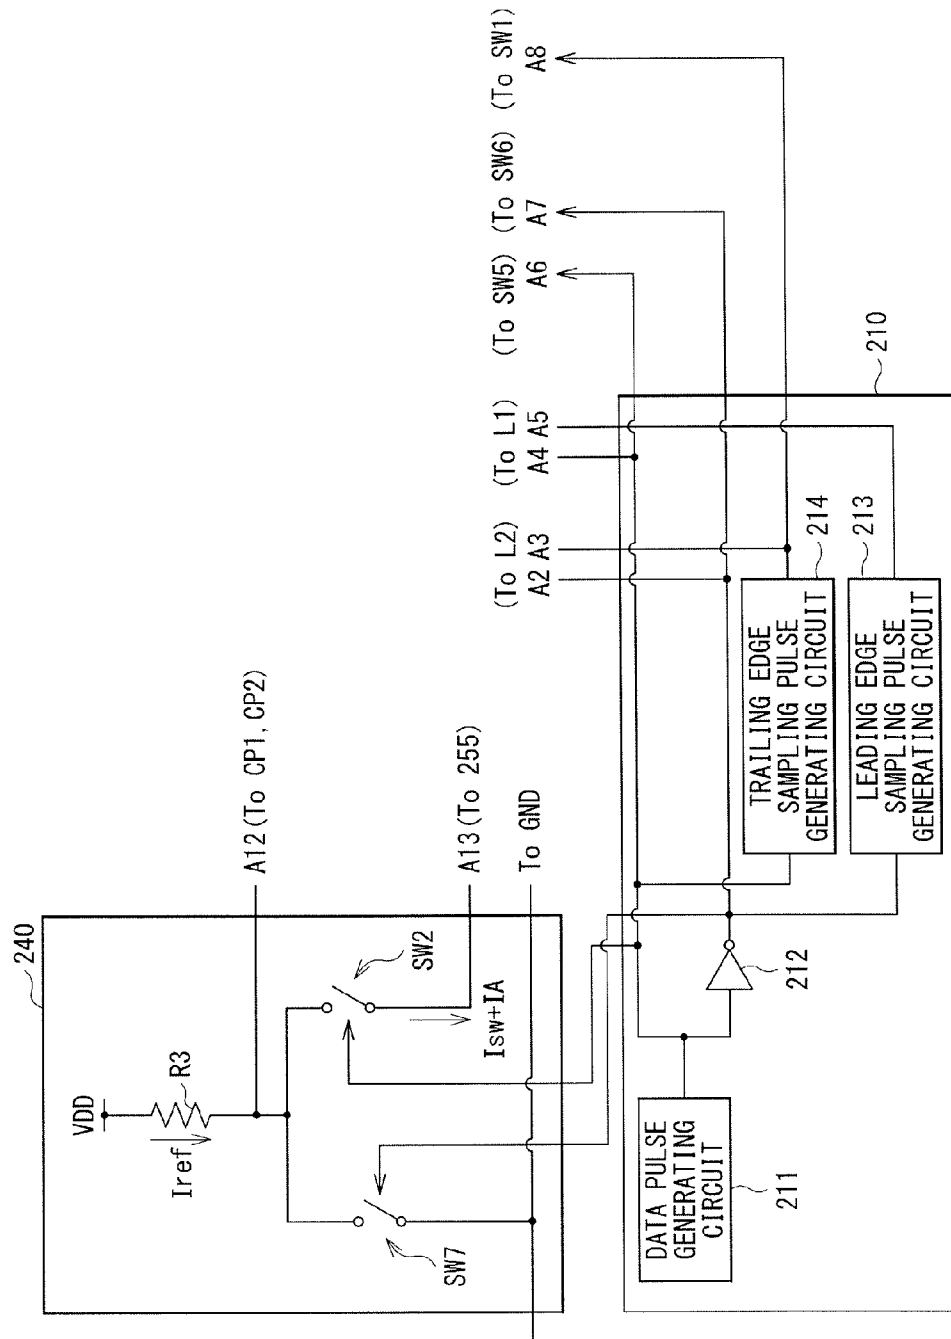 240
VDD
R3
Iref
A12(To CP1, CP2)
SW2
SW7
Isw+IA
A13(To 255)
To GND
(To L2)
A2 A3
(To L1)
A4 A5
(To SW5)
A6
(To SW6)
A7
(To SW1)
A8
210
DATA PULSE
GENERATING
CIRCUIT
211
212
TRAILING EDGE
SAMPLING PULSE
GENERATING CIRCUIT
214
LEADING EDGE
SAMPLING PULSE
GENERATING CIRCUIT
213